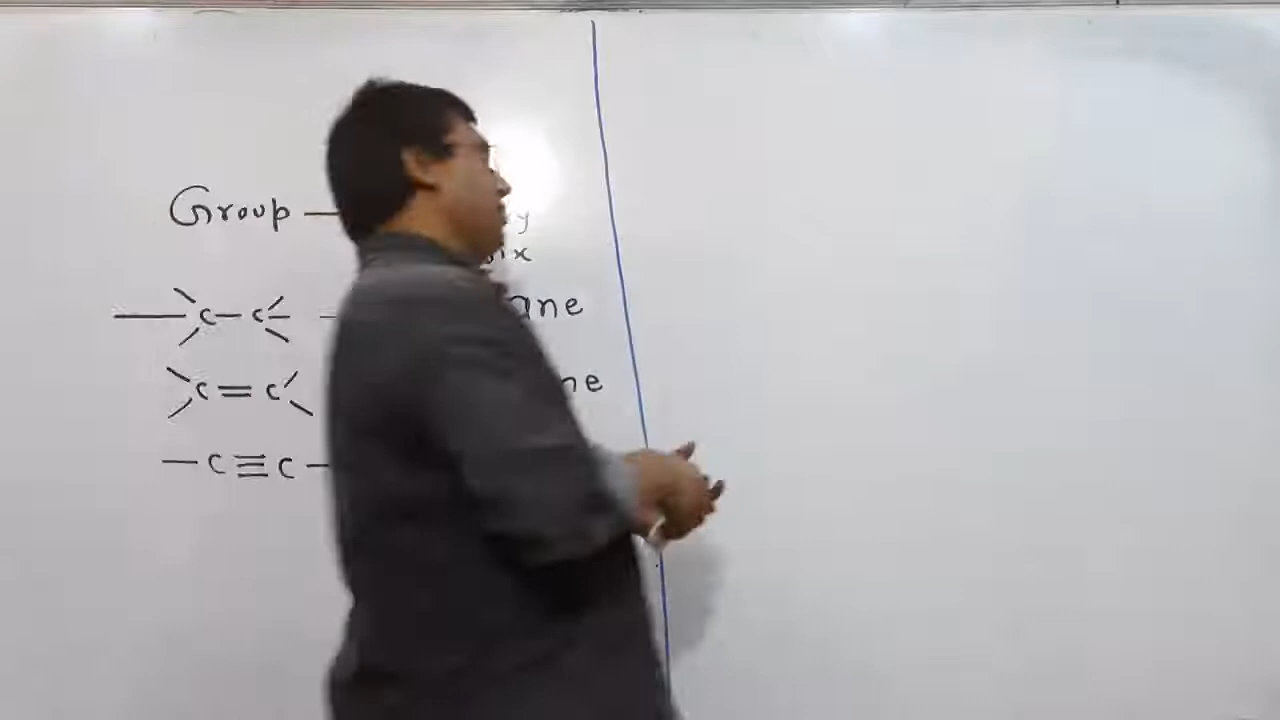 Group —
y
ix
C—C ane
C=C ne
—C≡C—